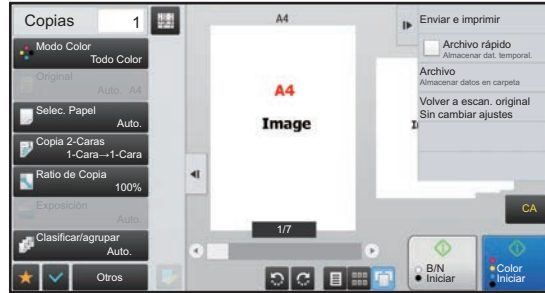 Copias 1
Modo Color
Todo Color
Original
Auto. A4
Selec. Papel
Auto.
Copia 2-Caras
1-Cara→1-Cara
Ratio de Copia
100%
Exposición
Auto.
Clasificar/agrupar
Auto.
Otros
A4
A4
Image
1/7
Enviar e imprimir
Archivo rápido
Almacenar dat. temporal.
Archivo
Almacenar datos en carpeta
Volver a escan. original
Sin cambiar ajustes
CA
B/N
Iniciar
Color
Iniciar